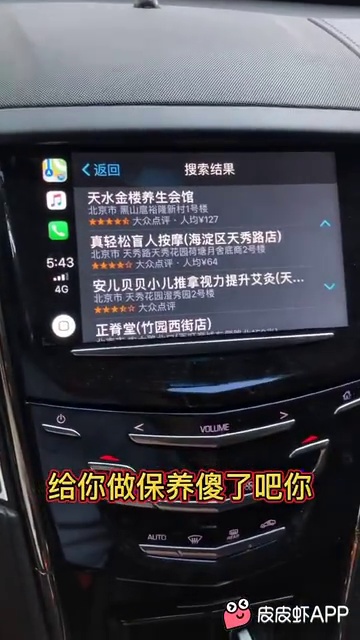 返回
搜索结果
天水金楼养生会馆
北京市 黑山扈裕隆新村1号楼
大众点评 · 人均¥127
真轻松盲人按摩(海淀区天秀路店)
北京市 天秀路天秀花园荷塘月舍底商2号楼
大众点评 · 人均¥64
安儿贝贝小儿推拿视力提升艾灸(天...
北京市 天秀花园澄秀园2号楼
大众点评
正脊堂(竹园西街店)
5:43
4G
VOLUME
给你做保养傻了吧你
AUTO
REAR
皮皮虾APP